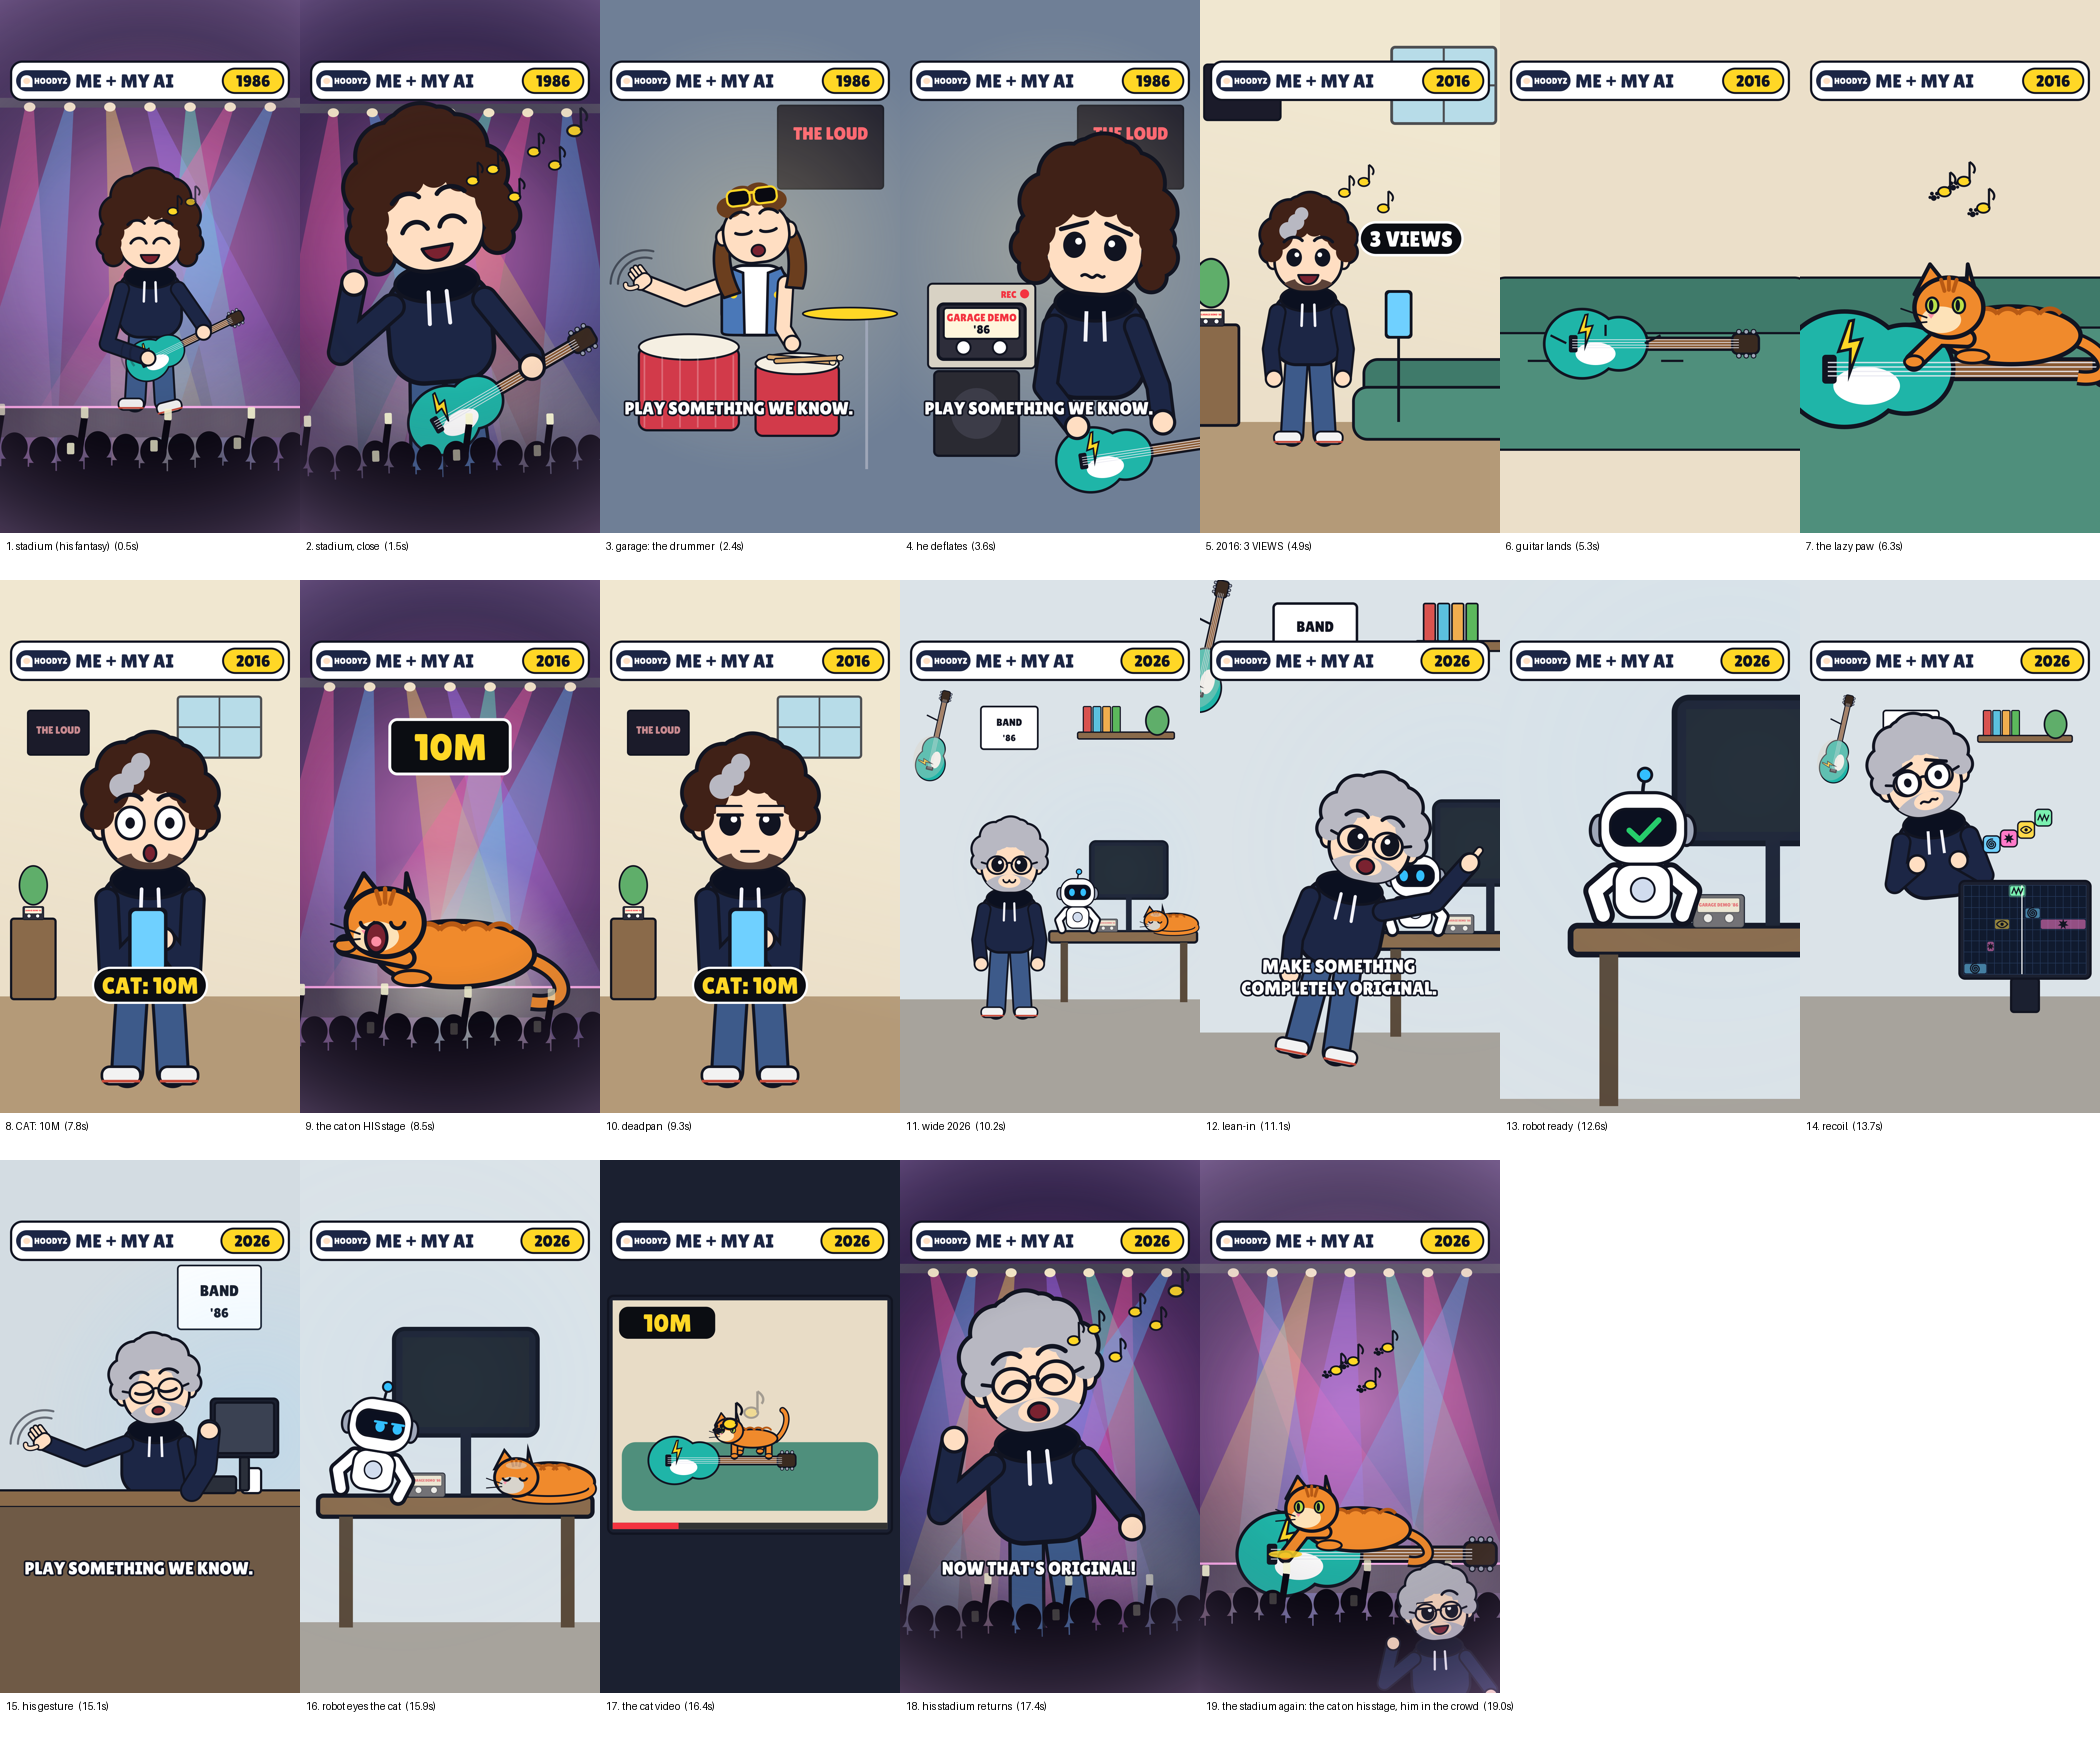 HOODYZ ME + MY AI 1986
HOODYZ ME + MY AI 1986
HOODYZ ME + MY AI 1986
HOODYZ ME + MY AI 1986
HOODYZ ME + MY AI 2016
HOODYZ ME + MY AI 2016
HOODYZ ME + MY AI 2016
THE LOUD
THE LOUD
REC
GARAGE DEMO
'86
3 VIEWS
PLAY SOMETHING WE KNOW.
PLAY SOMETHING WE KNOW.
1. stadium (his fantasy) (0.5s)
2. stadium, close (1.5s)
3. garage: the drummer (2.4s)
4. he deflates (3.6s)
5. 2016: 3 VIEWS (4.9s)
6. guitar lands (5.3s)
7. the lazy paw (6.3s)
BAND
HOODYZ ME + MY AI 2016
HOODYZ ME + MY AI 2016
HOODYZ ME + MY AI 2016
HOODYZ ME + MY AI 2026
HOODYZ ME + MY AI 2026
HOODYZ ME + MY AI 2026
HOODYZ ME + MY AI 2026
THE LOUD
10M
THE LOUD
BAND
'86
GARAGE DEMO '86
CAT: 10M
CAT: 10M
MAKE SOMETHING
COMPLETELY ORIGINAL.
8. CAT: 10M (7.8s)
9. the cat on HIS stage (8.5s)
10. deadpan (9.3s)
11. wide 2026 (10.2s)
12. lean-in (11.1s)
13. robot ready (12.6s)
14. recoil (13.7s)
HOODYZ ME + MY AI 2026
HOODYZ ME + MY AI 2026
HOODYZ ME + MY AI 2026
HOODYZ ME + MY AI 2026
HOODYZ ME + MY AI 2026
BAND
'86
10M
PLAY SOMETHING WE KNOW.
NOW THAT'S ORIGINAL!
15. his gesture (15.1s)
16. robot eyes the cat (15.9s)
17. the cat video (16.4s)
18. his stadium returns (17.4s)
19. the stadium again: the cat on his stage, him in the crowd (19.0s)